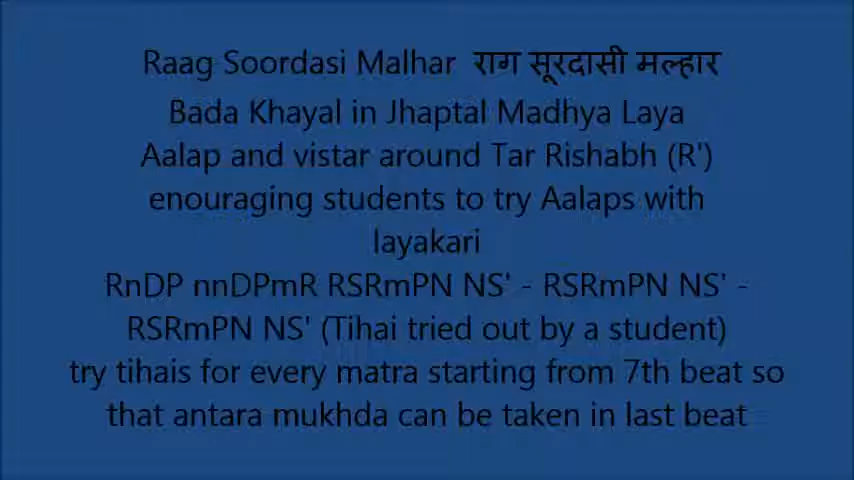 Raag Soordasi Malhar राग सूरदासी मल्हार
Bada Khayal in Jhaptal Madhya Laya
Aalap and vistar around Tar Rishabh (R')
enouraging students to try Aalaps with
layakari
RnDP nnDPmR RSRmPN NS' - RSRmPN NS' -
RSRmPN NS' (Tihai tried out by a student)
try tihais for every matra starting from 7th beat so
that antara mukhda can be taken in last beat